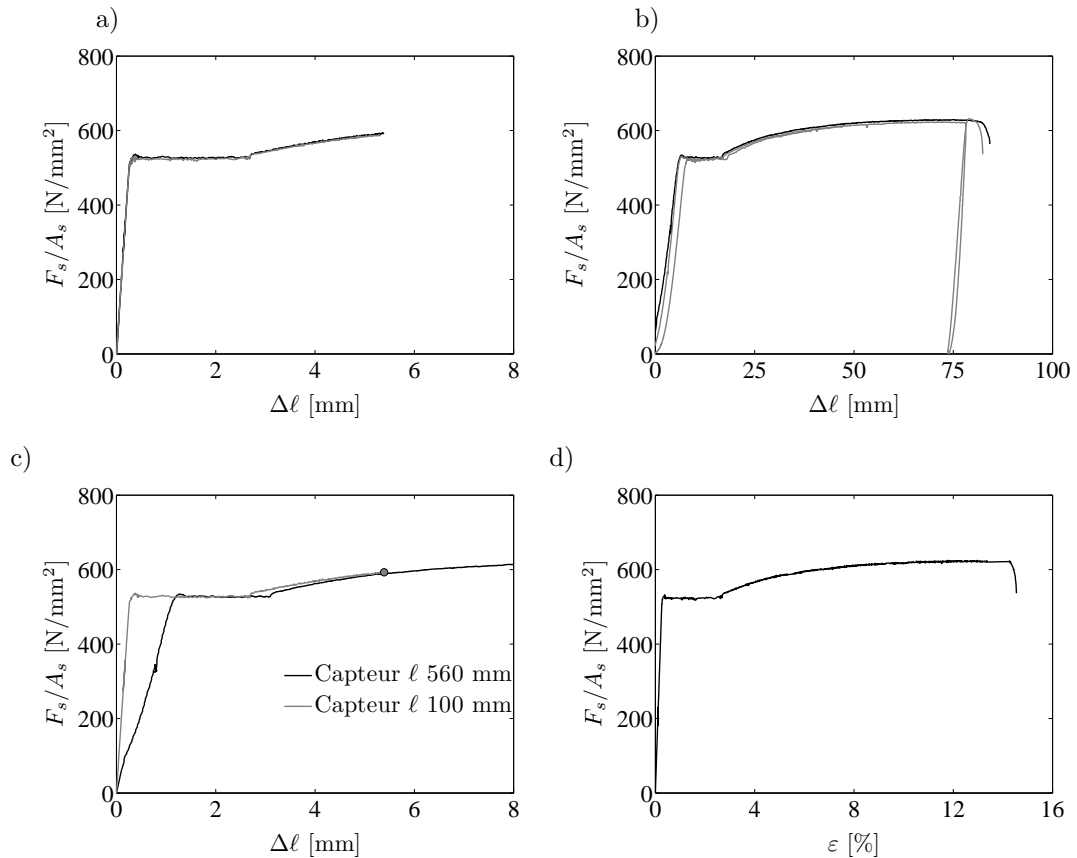 a)
F_s/A_s [N/mm²]
800
600
400
200
0
0 2 4 6 8
Δℓ [mm]
b)
F_s/A_s [N/mm²]
800
600
400
200
0
0 25 50 75 100
Δℓ [mm]
c)
F_s/A_s [N/mm²]
800
600
400
200
0
Capteur ℓ 560 mm
Capteur ℓ 100 mm
0 2 4 6 8
Δℓ [mm]
d)
F_s/A_s [N/mm²]
800
600
400
200
0
0 4 8 12 16
ε [%]